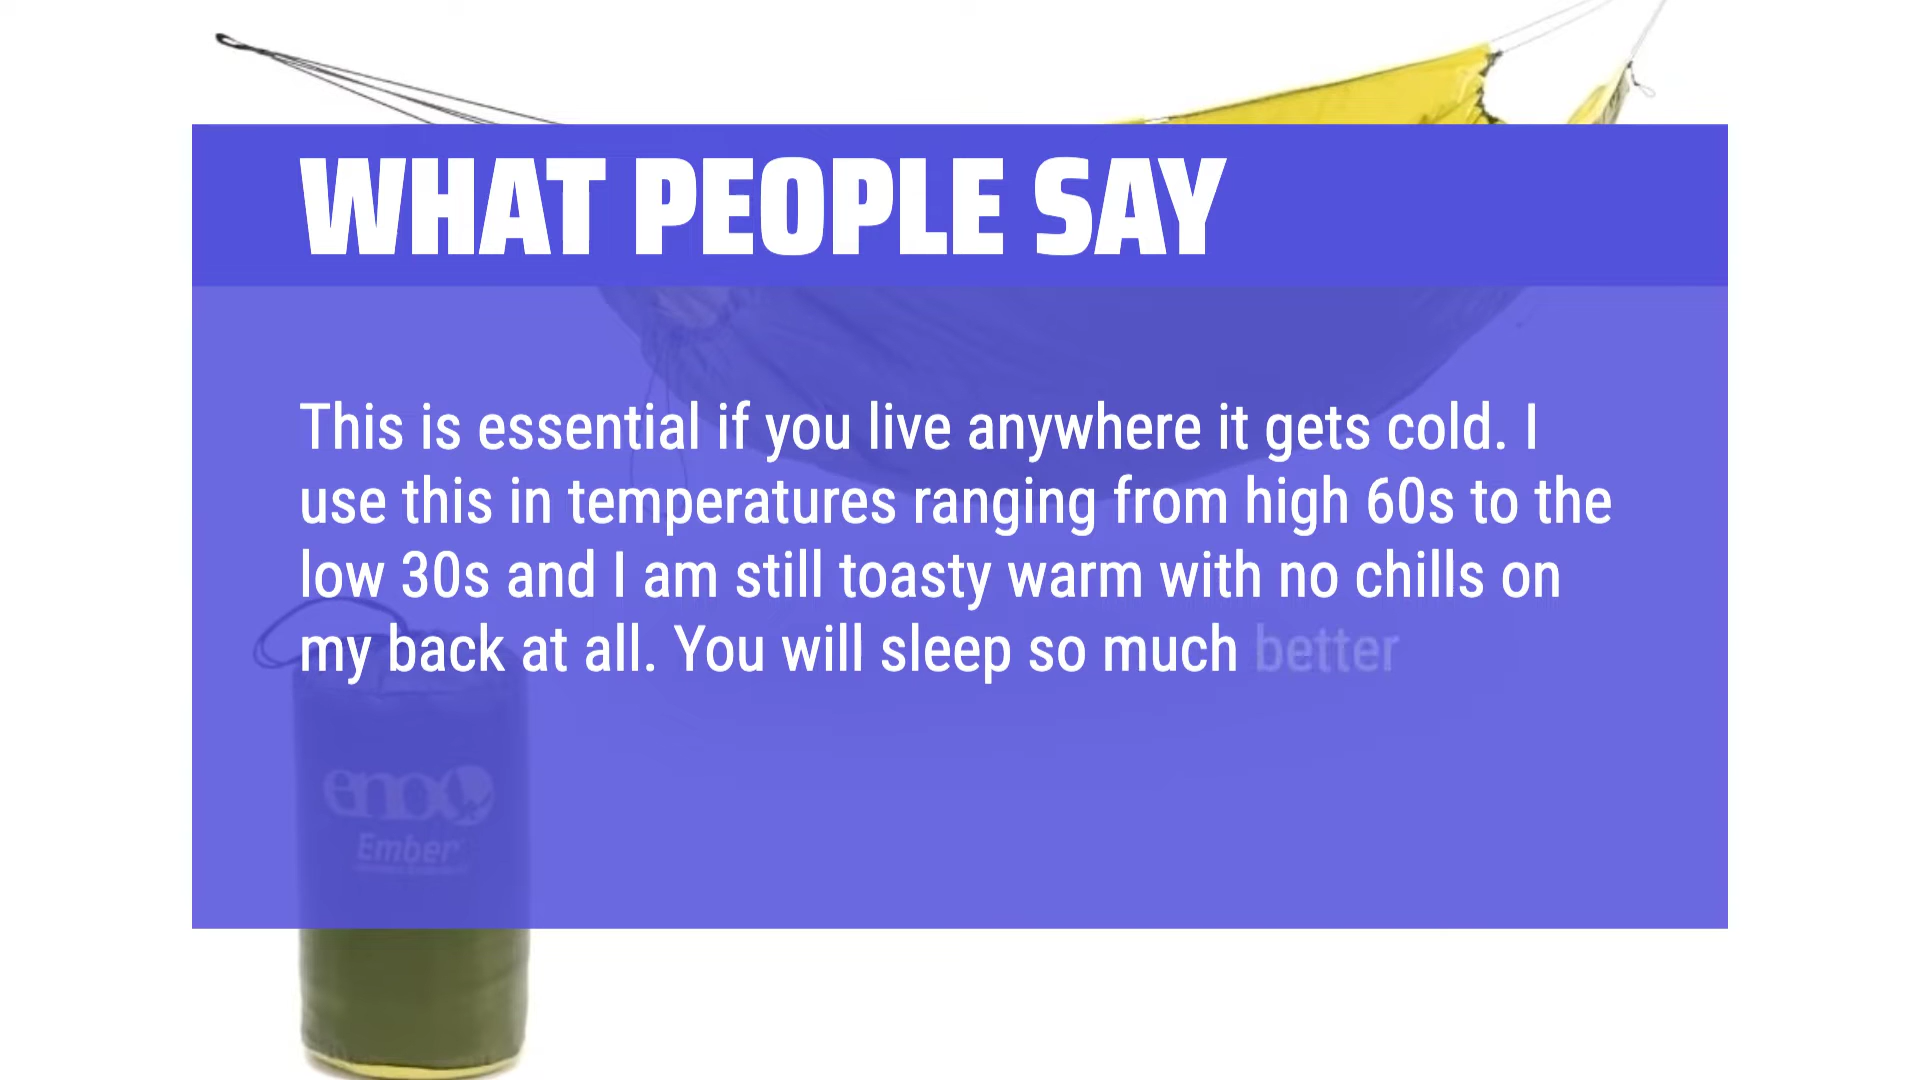 WHAT PEOPLE SAY
This is essential if you live anywhere it gets cold. I
use this in temperatures ranging from high 60s to the
low 30s and I am still toasty warm with no chills on
my back at all. You will sleep so much better
eno
Ember